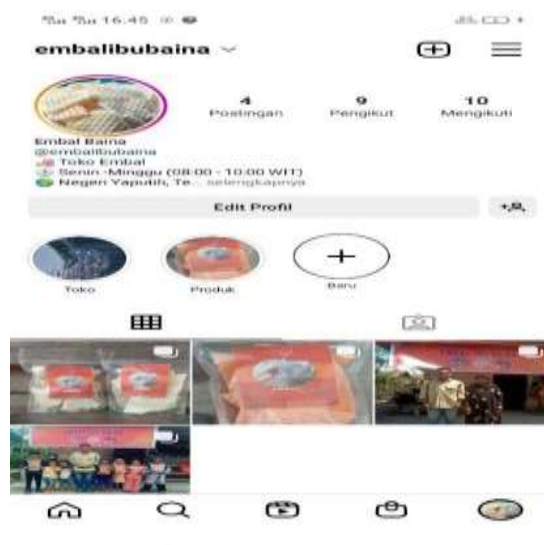 16.45
embalibubaina
4 9 10
Postingan Pengikut Mengikuti
Embal Baina
@embalibubaina
Toko Embal
Senin -Minggu (08:00 - 10:00 WIT)
Negeri Yaputih, Te... selengkapnya
Edit Profil
Toko Produk Baru